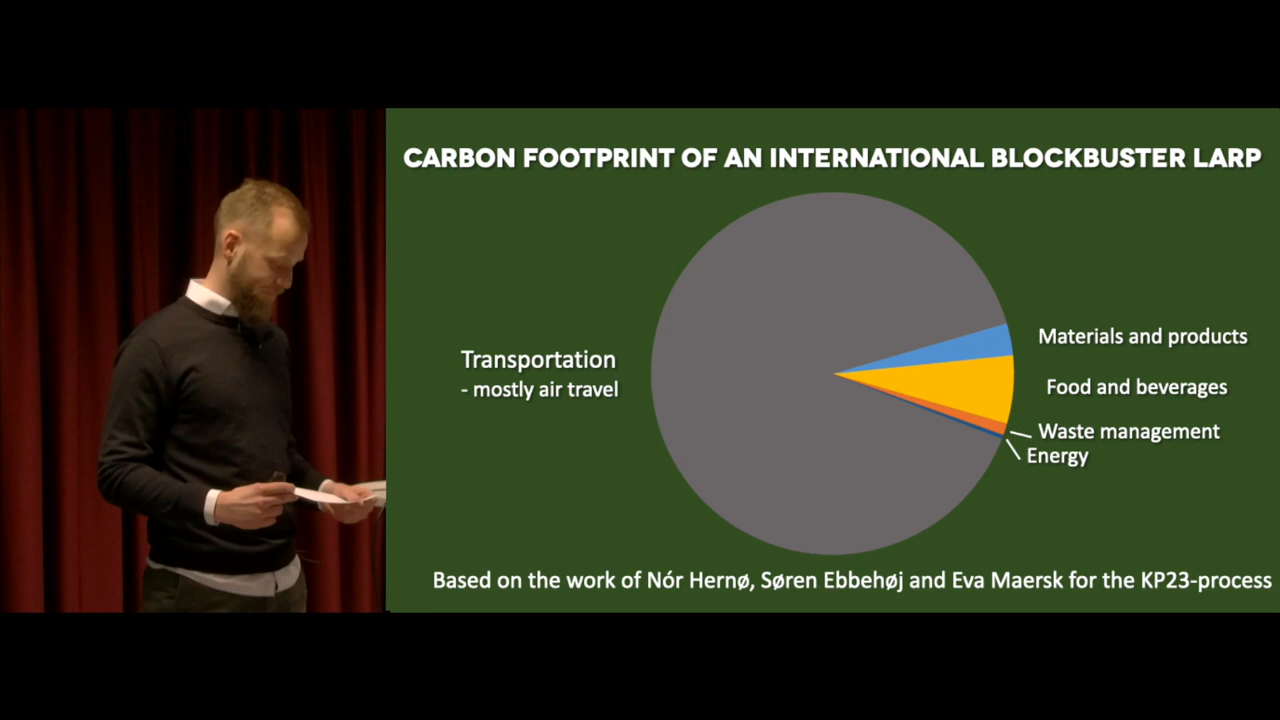 CARBON FOOTPRINT OF AN INTERNATIONAL BLOCKBUSTER LARP
Transportation
- mostly air travel
Materials and products
Food and beverages
Waste management
Energy
Based on the work of Nór Hernø, Søren Ebbehøj and Eva Maersk for the KP23-process